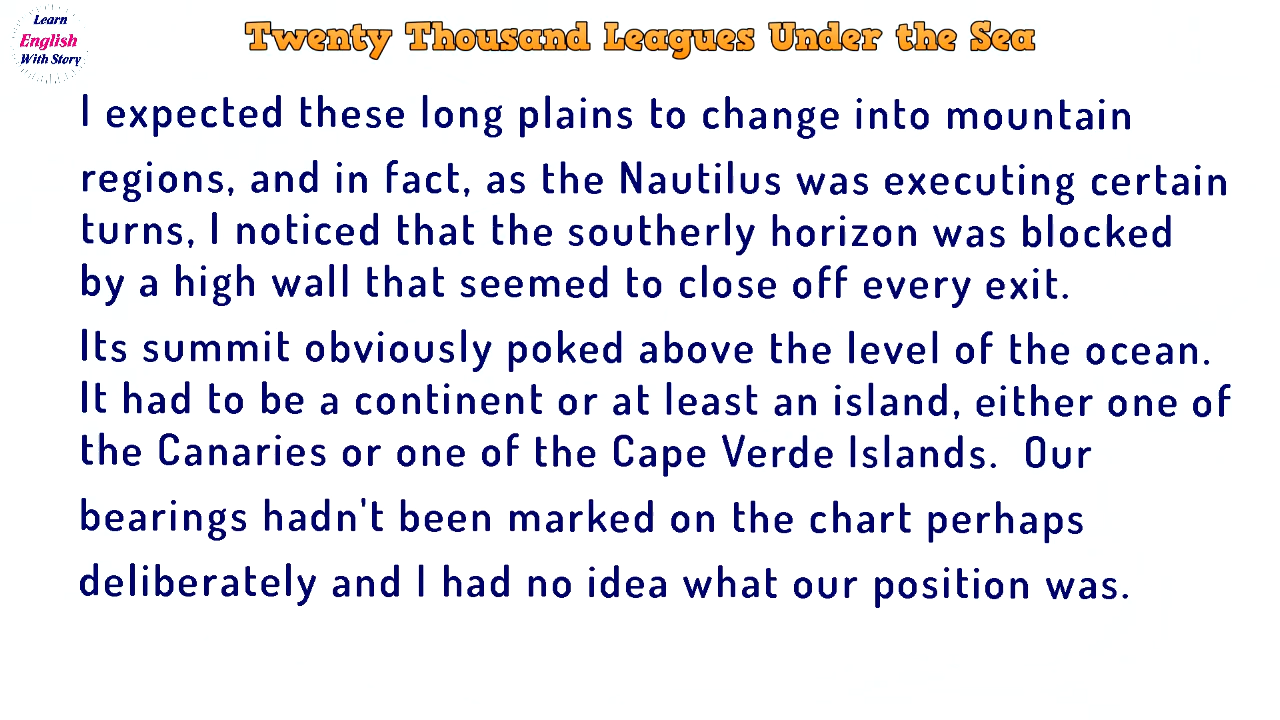 Learn
English
With Story
Twenty Thousand Leagues Under the Sea
I expected these long plains to change into mountain
regions, and in fact, as the Nautilus was executing certain
turns, I noticed that the southerly horizon was blocked
by a high wall that seemed to close off every exit.
Its summit obviously poked above the level of the ocean.
It had to be a continent or at least an island, either one of
the Canaries or one of the Cape Verde Islands.  Our
bearings hadn't been marked on the chart perhaps
deliberately and I had no idea what our position was.